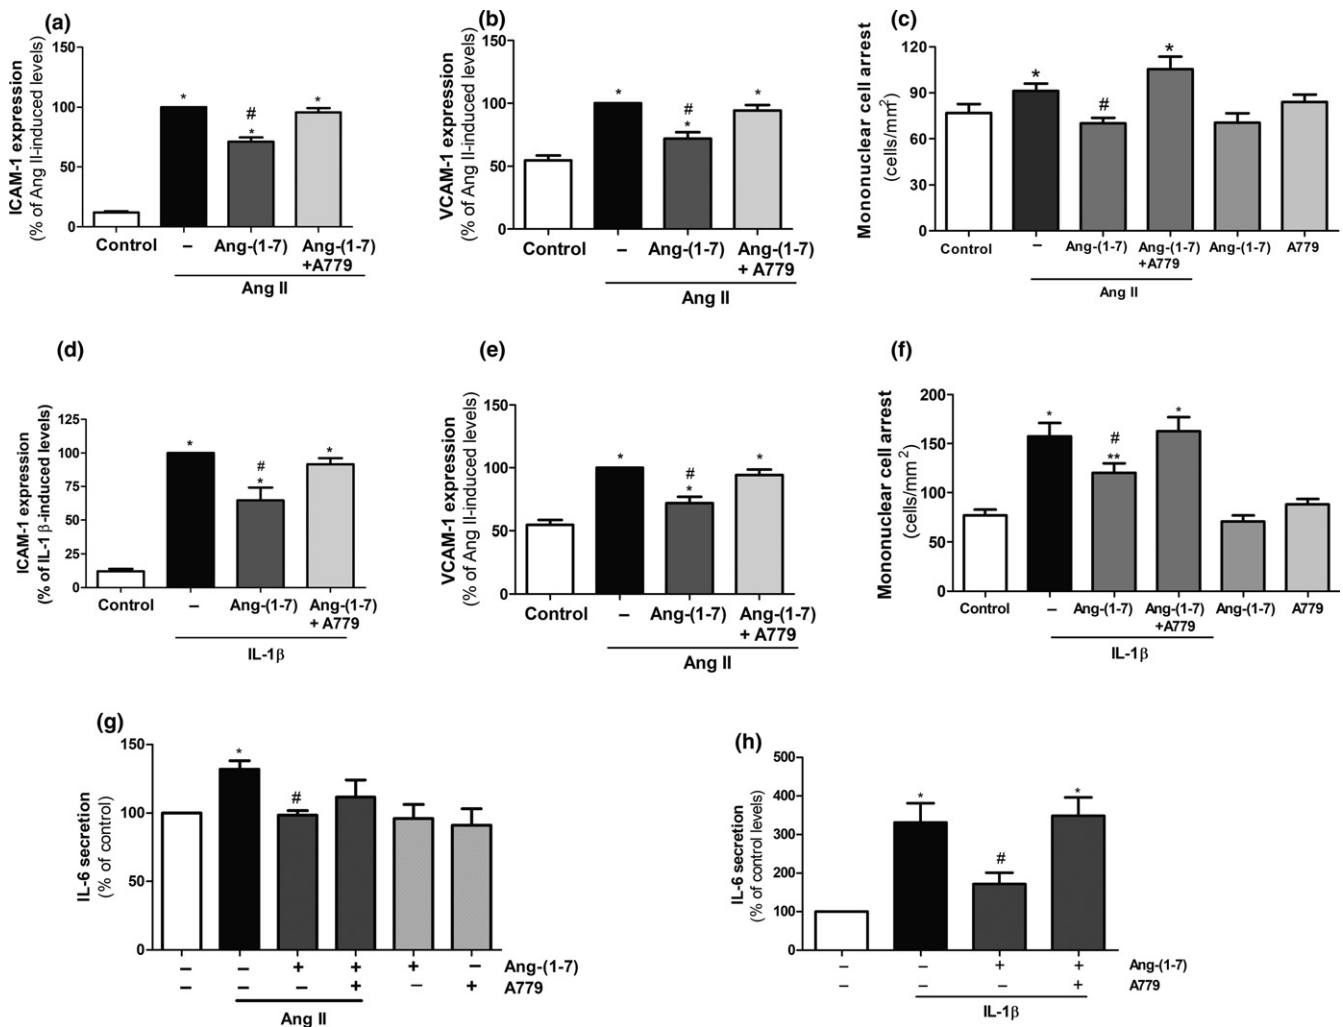 (a)
ICAM-1 expression
(% of Ang II-induced levels)
150
100
50
0
*
#
*
*
Control
–
Ang-(1-7)
Ang-(1-7)
+A779
Ang II
(b)
VCAM-1 expression
(% of Ang II-induced levels)
150
100
50
0
*
#
*
*
Control
–
Ang-(1-7)
Ang-(1-7)
+ A779
Ang II
(c)
Mononuclear cell arrest
(cells/mm2)
120
90
60
30
0
*
#
*
Control
–
Ang-(1-7)
Ang-(1-7)
+A779
Ang-(1-7)
A779
Ang II
(d)
ICAM-1 expression
(% of IL-1 β-induced levels)
125
100
75
50
25
0
*
#
*
*
Control
–
Ang-(1-7)
Ang-(1-7)
+ A779
IL-1β
(e)
VCAM-1 expression
(% of Ang II-induced levels)
150
100
50
0
*
#
*
*
Control
–
Ang-(1-7)
Ang-(1-7)
+ A779
Ang II
(f)
Mononuclear cell arrest
(cells/mm2)
200
150
100
50
0
*
#
**
*
Control
–
Ang-(1-7)
Ang-(1-7)
+A779
Ang-(1-7)
A779
IL-1β
(g)
IL-6 secretion
(% of control)
150
100
50
0
*
#
– – + + + – Ang-(1-7)
– – – + – + A779
Ang II
(h)
IL-6 secretion
(% of control levels)
500
400
300
200
100
0
*
#
*
– – + + Ang-(1-7)
– – – + A779
IL-1β